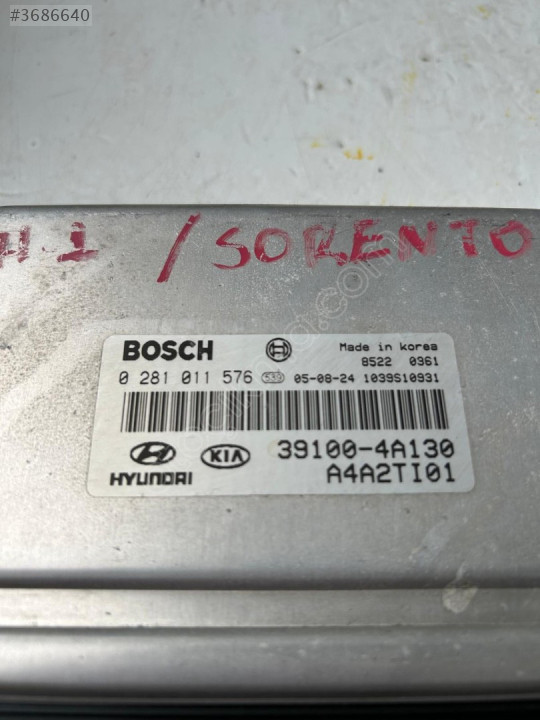 #3686640
H.1 / SORENTO
BOSCH
Made in korea
8522 0361
0 281 011 576 05-08-24 1039S10931
HYUNDAI KIA 39100-4A130
A4A2TI01